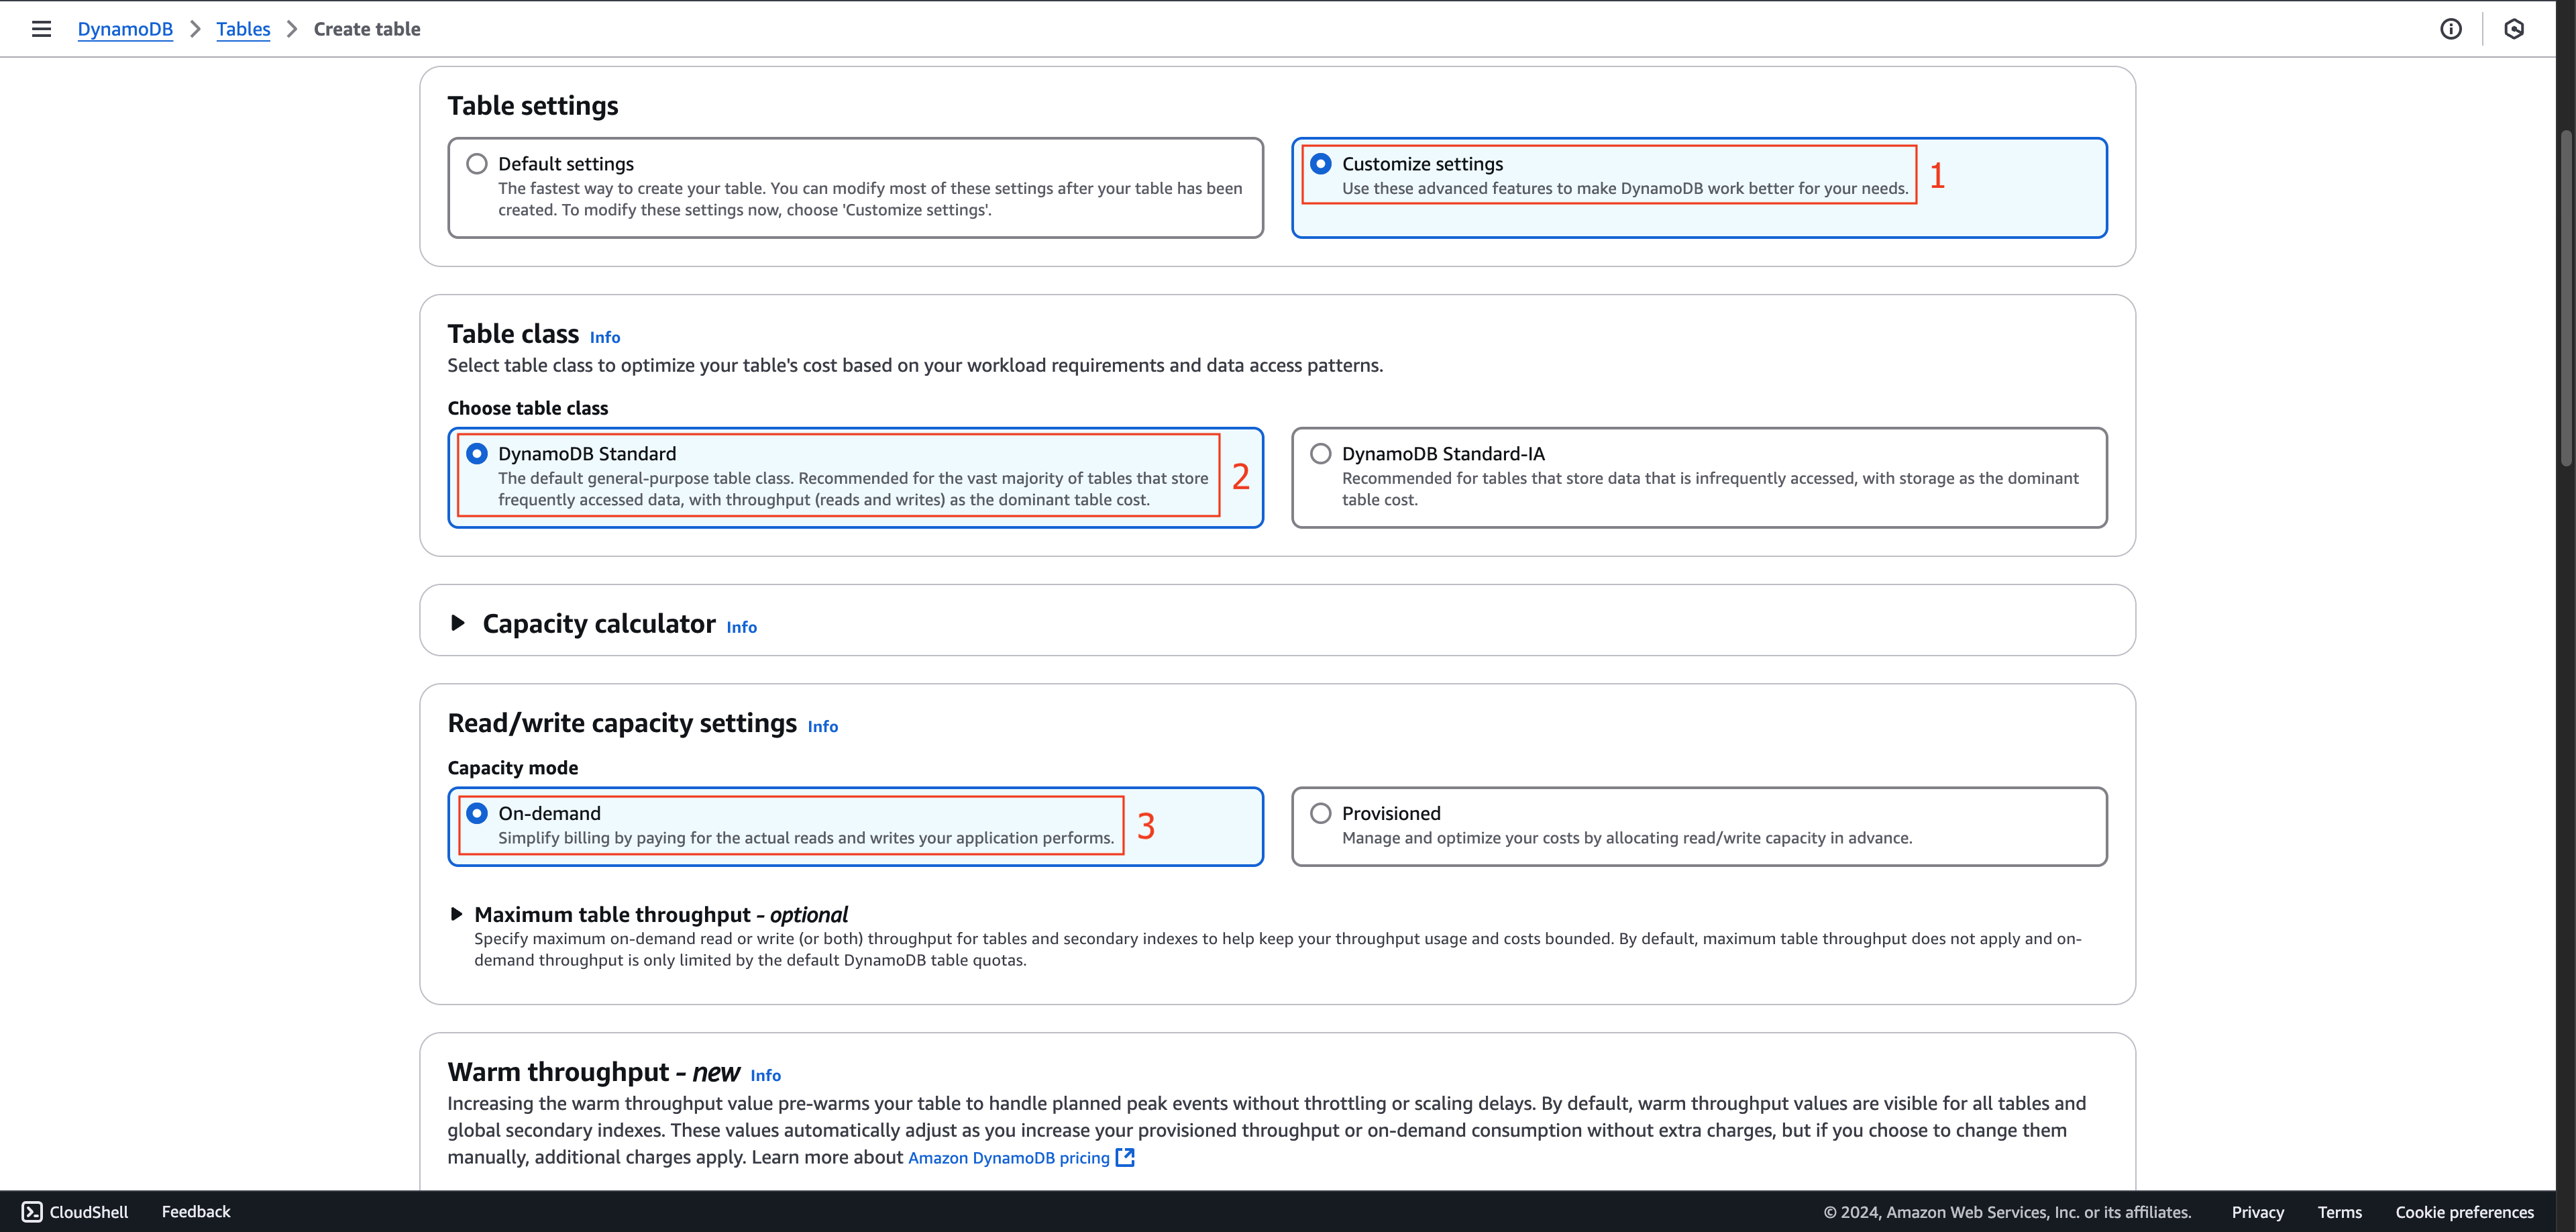 DynamoDB > Tables > Create table
Table settings
Default settings
The fastest way to create your table. You can modify most of these settings after your table has been
created. To modify these settings now, choose 'Customize settings'.
Customize settings
Use these advanced features to make DynamoDB work better for your needs.
1
Table class Info
Select table class to optimize your table's cost based on your workload requirements and data access patterns.
Choose table class
DynamoDB Standard
The default general-purpose table class. Recommended for the vast majority of tables that store
frequently accessed data, with throughput (reads and writes) as the dominant table cost.
2
DynamoDB Standard-IA
Recommended for tables that store data that is infrequently accessed, with storage as the dominant
table cost.
Capacity calculator Info
Read/write capacity settings Info
Capacity mode
On-demand
Simplify billing by paying for the actual reads and writes your application performs.
3
Provisioned
Manage and optimize your costs by allocating read/write capacity in advance.
Maximum table throughput - optional
Specify maximum on-demand read or write (or both) throughput for tables and secondary indexes to help keep your throughput usage and costs bounded. By default, maximum table throughput does not apply and on-
demand throughput is only limited by the default DynamoDB table quotas.
Warm throughput - new Info
Increasing the warm throughput value pre-warms your table to handle planned peak events without throttling or scaling delays. By default, warm throughput values are visible for all tables and
global secondary indexes. These values automatically adjust as you increase your provisioned throughput or on-demand consumption without extra charges, but if you choose to change them
manually, additional charges apply. Learn more about Amazon DynamoDB pricing
CloudShell Feedback © 2024, Amazon Web Services, Inc. or its affiliates. Privacy Terms Cookie preferences